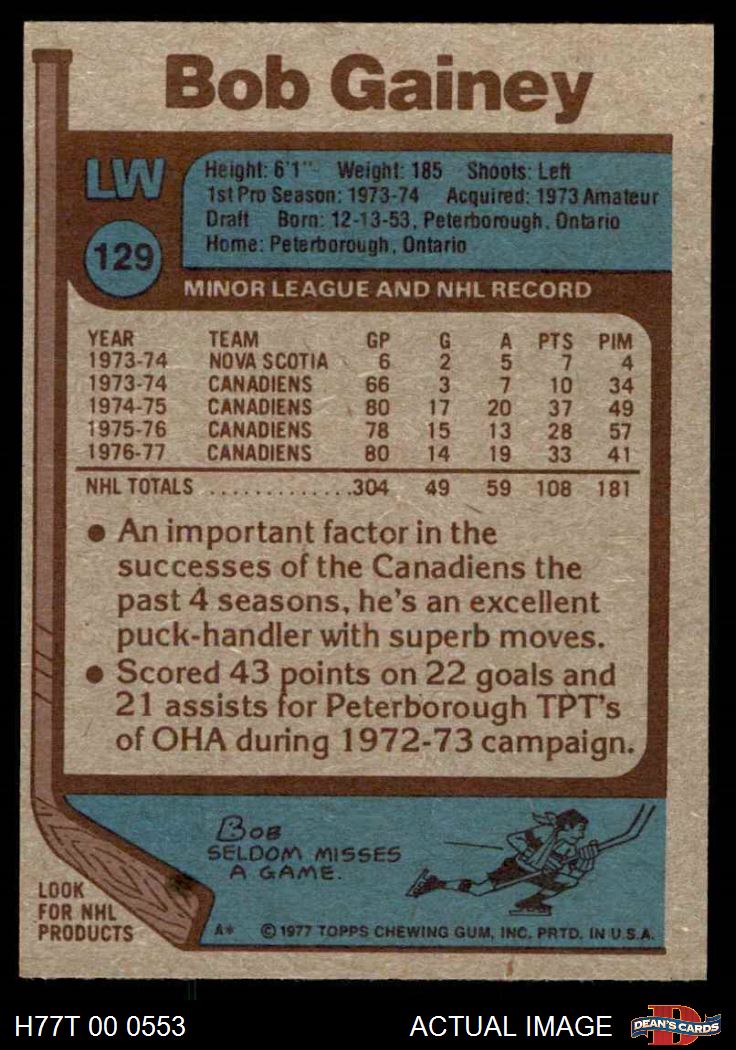 Bob Gainey
LW
129
Height: 6'1" Weight: 185 Shoots: Left
1st Pro Season: 1973-74 Acquired: 1973 Amateur
Draft Born: 12-13-53, Peterborough, Ontario
Home: Peterborough, Ontario
MINOR LEAGUE AND NHL RECORD
YEAR TEAM GP G A PTS PIM
1973-74 NOVA SCOTIA 6 2 5 7 4
1973-74 CANADIENS 66 3 7 10 34
1974-75 CANADIENS 80 17 20 37 49
1975-76 CANADIENS 78 15 13 28 57
1976-77 CANADIENS 80 14 19 33 41
NHL TOTALS .............304 49 59 108 181
● An important factor in the
successes of the Canadiens the
past 4 seasons, he's an excellent
puck-handler with superb moves.
● Scored 43 points on 22 goals and
21 assists for Peterborough TPT's
of OHA during 1972-73 campaign.
BOB
SELDOM MISSES
A GAME.
LOOK
FOR NHL
PRODUCTS
A* © 1977 TOPPS CHEWING GUM, INC. PRTD. IN U.S.A.
H77T 00 0553 ACTUAL IMAGE
DEAN'S CARDS